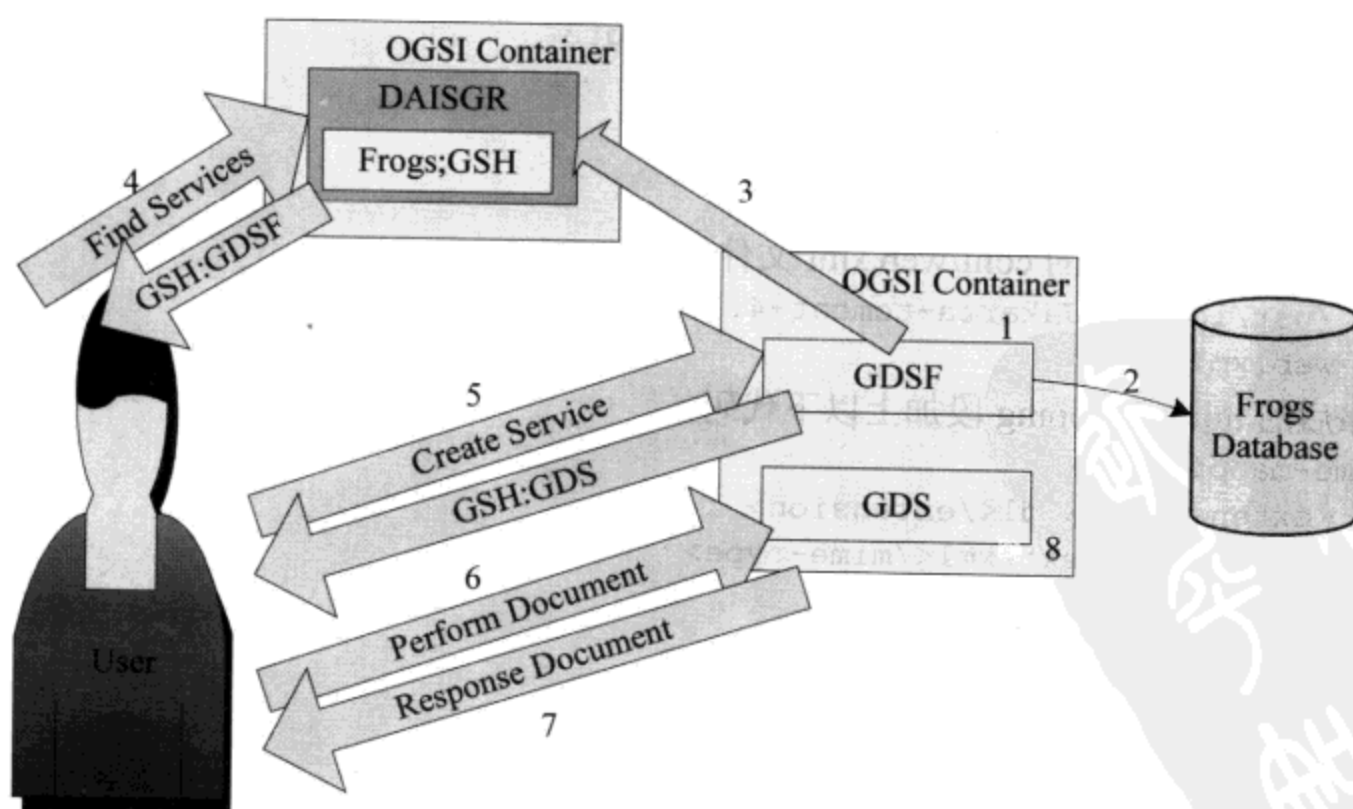 OGSI Container
DAISGR
Frogs;GSH
4
Find Services
GSH:GDSF
3
OGSI Container
1
GDSF
2
Frogs
Database
5
Create Service
GSH:GDS
GDS
8
6
Perform Document
Response Document
7
User